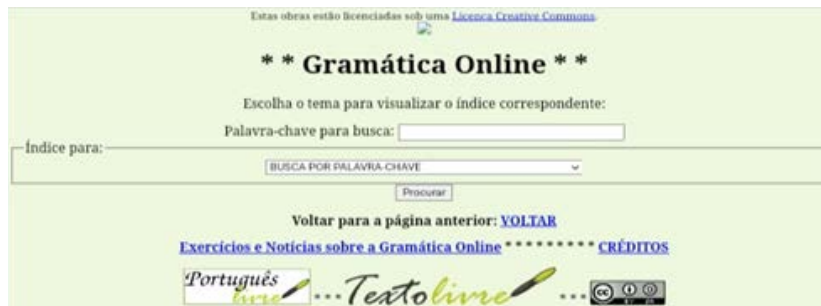 Estas obras estão licenciadas sob uma Licença Creative Commons.
* * Gramática Online * *
Escolha o tema para visualizar o índice correspondente:
Palavra-chave para busca:
Índice para:
BUSCA POR PALAVRA-CHAVE
Procurar
Voltar para a página anterior: VOLTAR
Exercícios e Notícias sobre a Gramática Online * * * * * * * * * CRÉDITOS
Português livre ... Textolivre ... cc